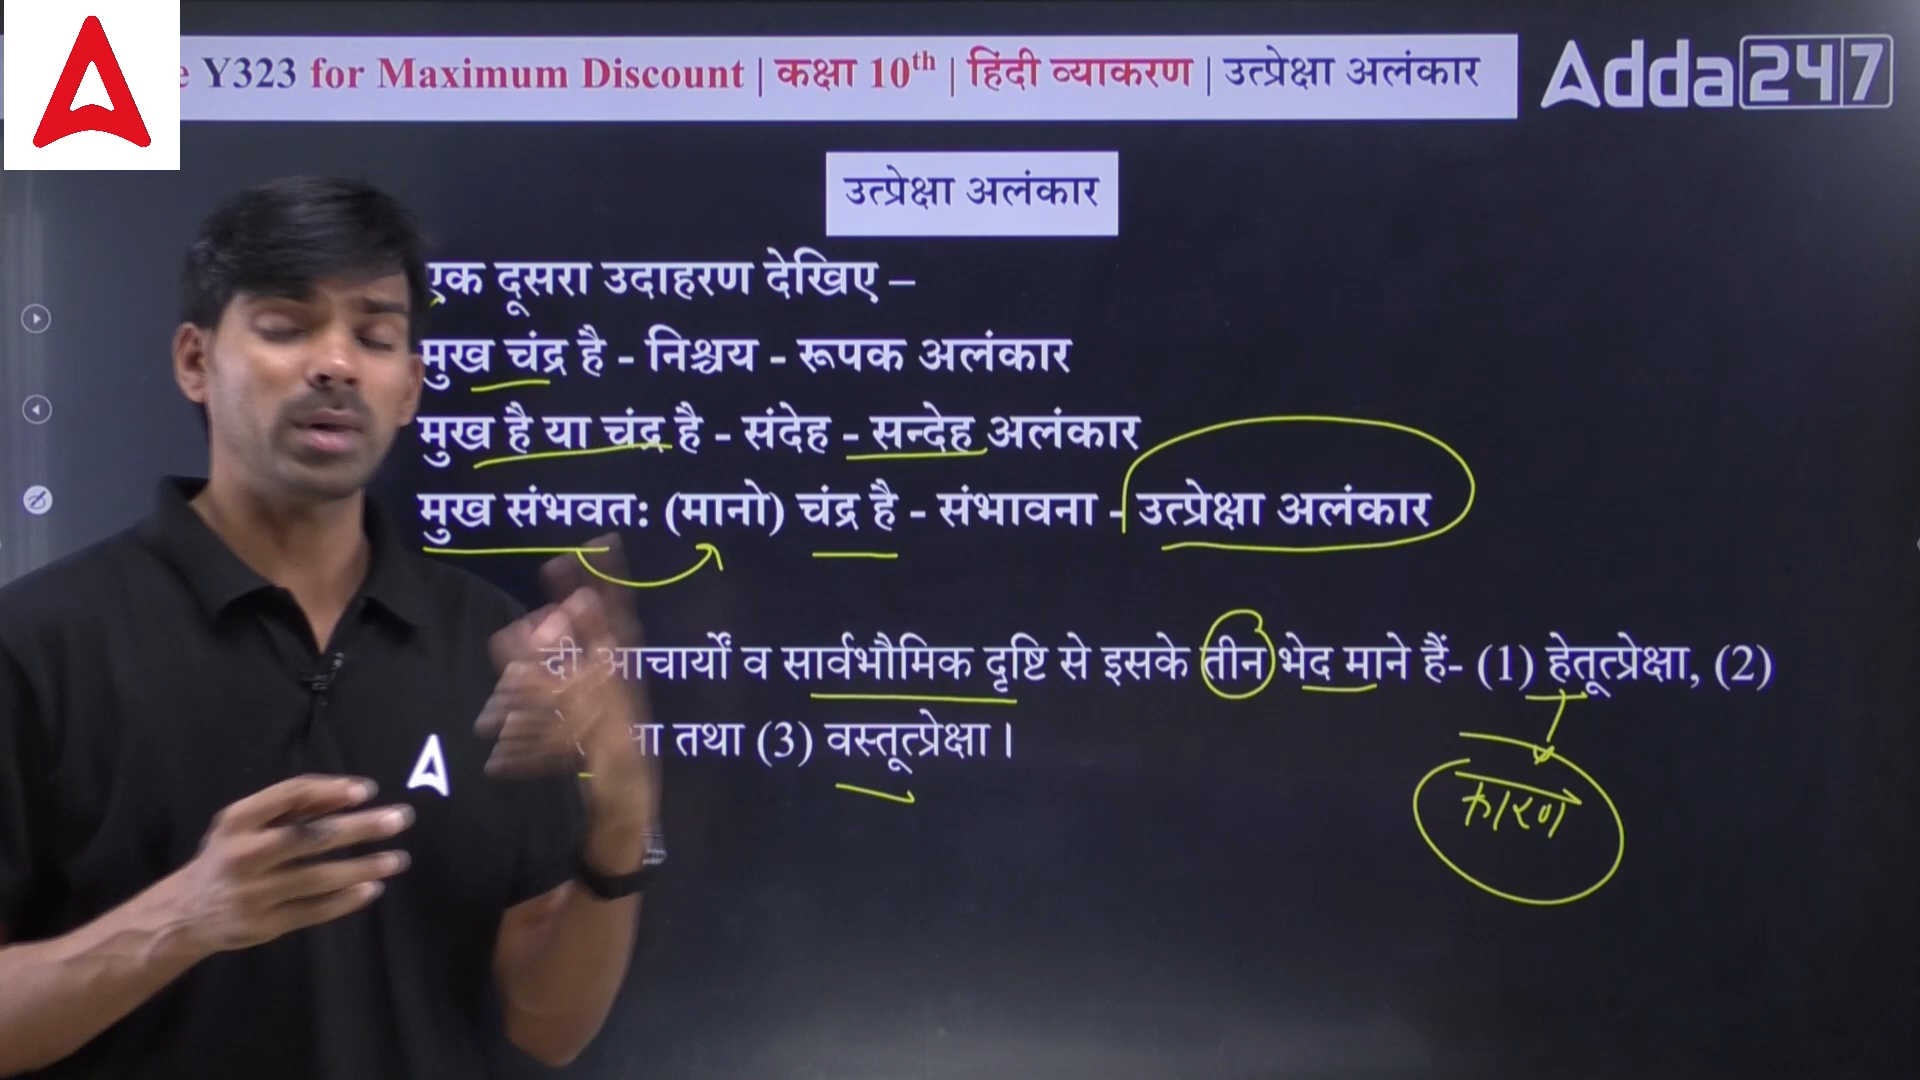 Y323 for Maximum Discount | कक्षा 10th | हिंदी व्याकरण | उत्प्रेक्षा अलंकार
Adda247
उत्प्रेक्षा अलंकार
एक दूसरा उदाहरण देखिए –
मुख चंद्र है - निश्चय - रूपक अलंकार
मुख है या चंद्र है - संदेह - सन्देह अलंकार
मुख संभवत: (मानो) चंद्र है - संभावना - उत्प्रेक्षा अलंकार
आचार्यों व सार्वभौमिक दृष्टि से इसके तीन भेद माने हैं- (1) हेतूत्प्रेक्षा, (2)
तथा (3) वस्तूत्प्रेक्षा ।
कारण